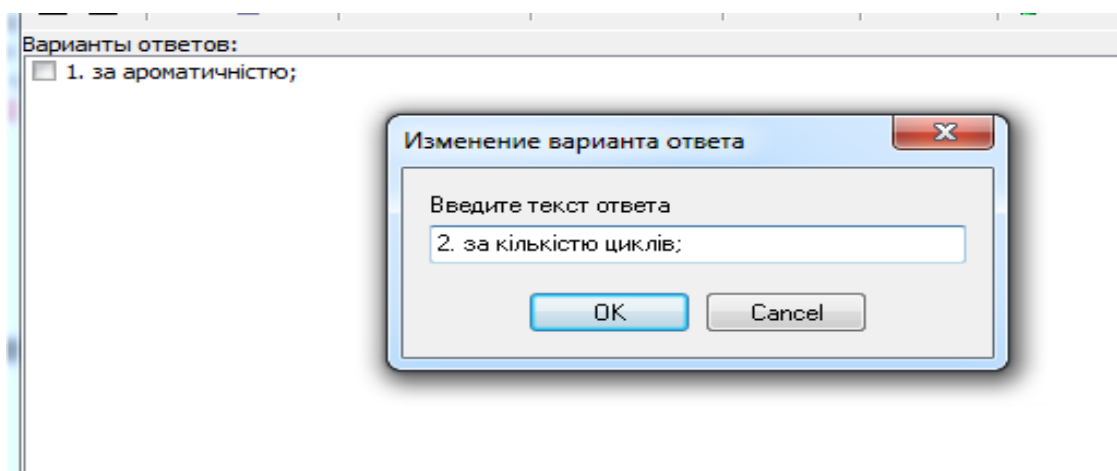 Варианты ответов:
1. за ароматичністю;
Изменение варианта ответа
Введите текст ответа
2. за кількістю циклів;
OK
Cancel